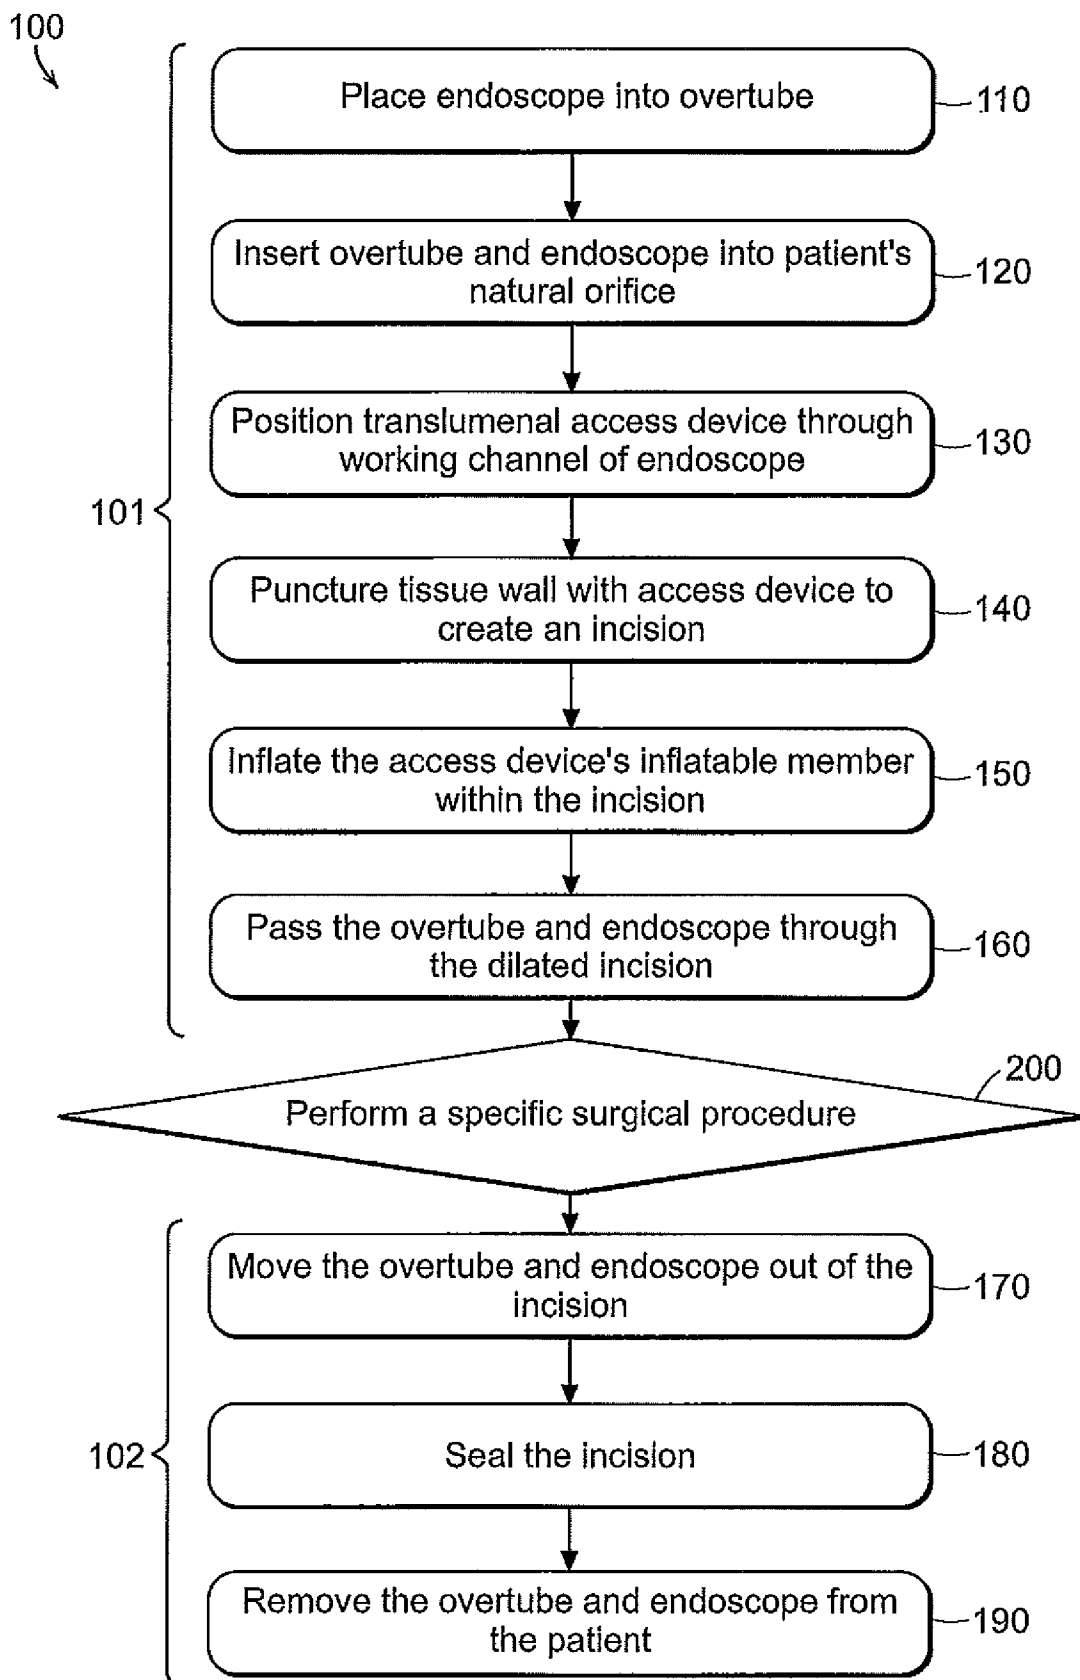 100
Place endoscope into overtube
110
Insert overtube and endoscope into patient's
natural orifice
120
Position translumenal access device through
working channel of endoscope
130
101
Puncture tissue wall with access device to
create an incision
140
Inflate the access device's inflatable member
within the incision
150
Pass the overtube and endoscope through
the dilated incision
160
200
Perform a specific surgical procedure
Move the overtube and endoscope out of the
incision
170
102
Seal the incision
180
Remove the overtube and endoscope from
the patient
190